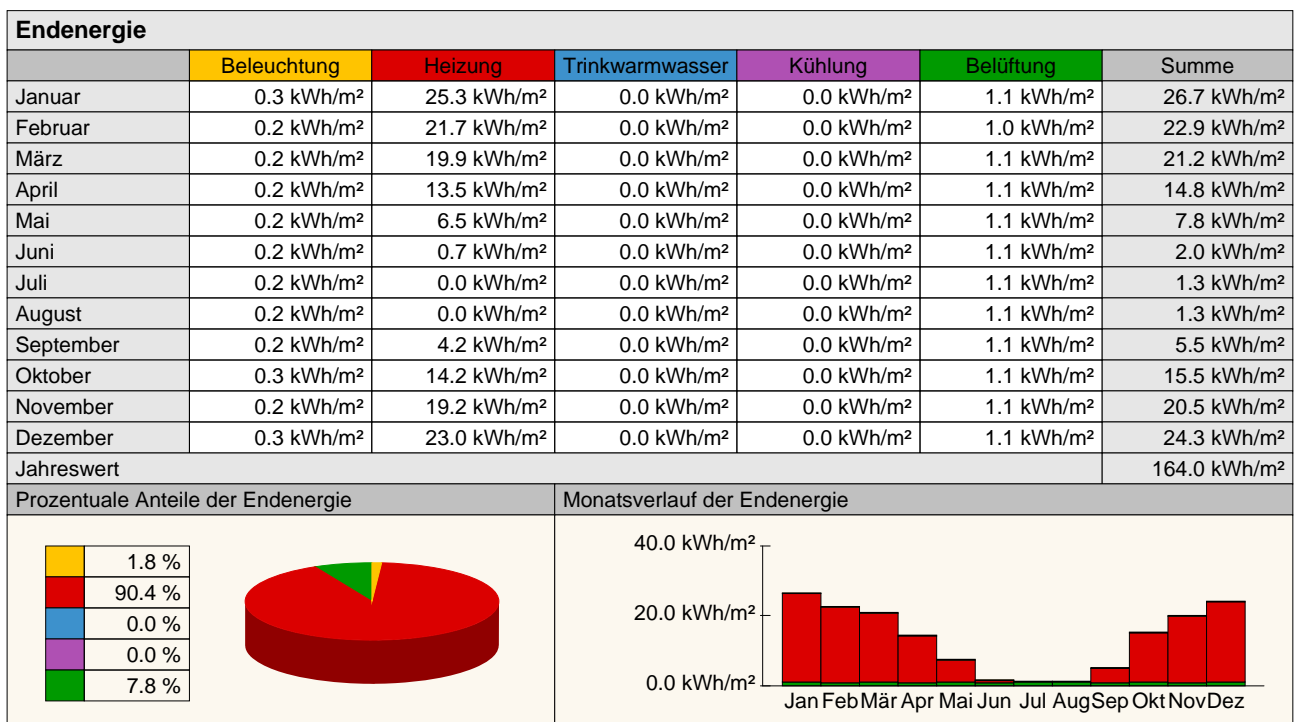 Endenergie
Beleuchtung Heizung Trinkwarmwasser Kühlung Belüftung Summe
Januar 0.3 kWh/m² 25.3 kWh/m² 0.0 kWh/m² 0.0 kWh/m² 1.1 kWh/m² 26.7 kWh/m²
Februar 0.2 kWh/m² 21.7 kWh/m² 0.0 kWh/m² 0.0 kWh/m² 1.0 kWh/m² 22.9 kWh/m²
März 0.2 kWh/m² 19.9 kWh/m² 0.0 kWh/m² 0.0 kWh/m² 1.1 kWh/m² 21.2 kWh/m²
April 0.2 kWh/m² 13.5 kWh/m² 0.0 kWh/m² 0.0 kWh/m² 1.1 kWh/m² 14.8 kWh/m²
Mai 0.2 kWh/m² 6.5 kWh/m² 0.0 kWh/m² 0.0 kWh/m² 1.1 kWh/m² 7.8 kWh/m²
Juni 0.2 kWh/m² 0.7 kWh/m² 0.0 kWh/m² 0.0 kWh/m² 1.1 kWh/m² 2.0 kWh/m²
Juli 0.2 kWh/m² 0.0 kWh/m² 0.0 kWh/m² 0.0 kWh/m² 1.1 kWh/m² 1.3 kWh/m²
August 0.2 kWh/m² 0.0 kWh/m² 0.0 kWh/m² 0.0 kWh/m² 1.1 kWh/m² 1.3 kWh/m²
September 0.2 kWh/m² 4.2 kWh/m² 0.0 kWh/m² 0.0 kWh/m² 1.1 kWh/m² 5.5 kWh/m²
Oktober 0.3 kWh/m² 14.2 kWh/m² 0.0 kWh/m² 0.0 kWh/m² 1.1 kWh/m² 15.5 kWh/m²
November 0.2 kWh/m² 19.2 kWh/m² 0.0 kWh/m² 0.0 kWh/m² 1.1 kWh/m² 20.5 kWh/m²
Dezember 0.3 kWh/m² 23.0 kWh/m² 0.0 kWh/m² 0.0 kWh/m² 1.1 kWh/m² 24.3 kWh/m²
Jahreswert 164.0 kWh/m²
Prozentuale Anteile der Endenergie
1.8 %
90.4 %
0.0 %
0.0 %
7.8 %
Monatsverlauf der Endenergie
40.0 kWh/m²
20.0 kWh/m²
0.0 kWh/m²
Jan Feb Mär Apr Mai Jun Jul Aug Sep Okt Nov Dez